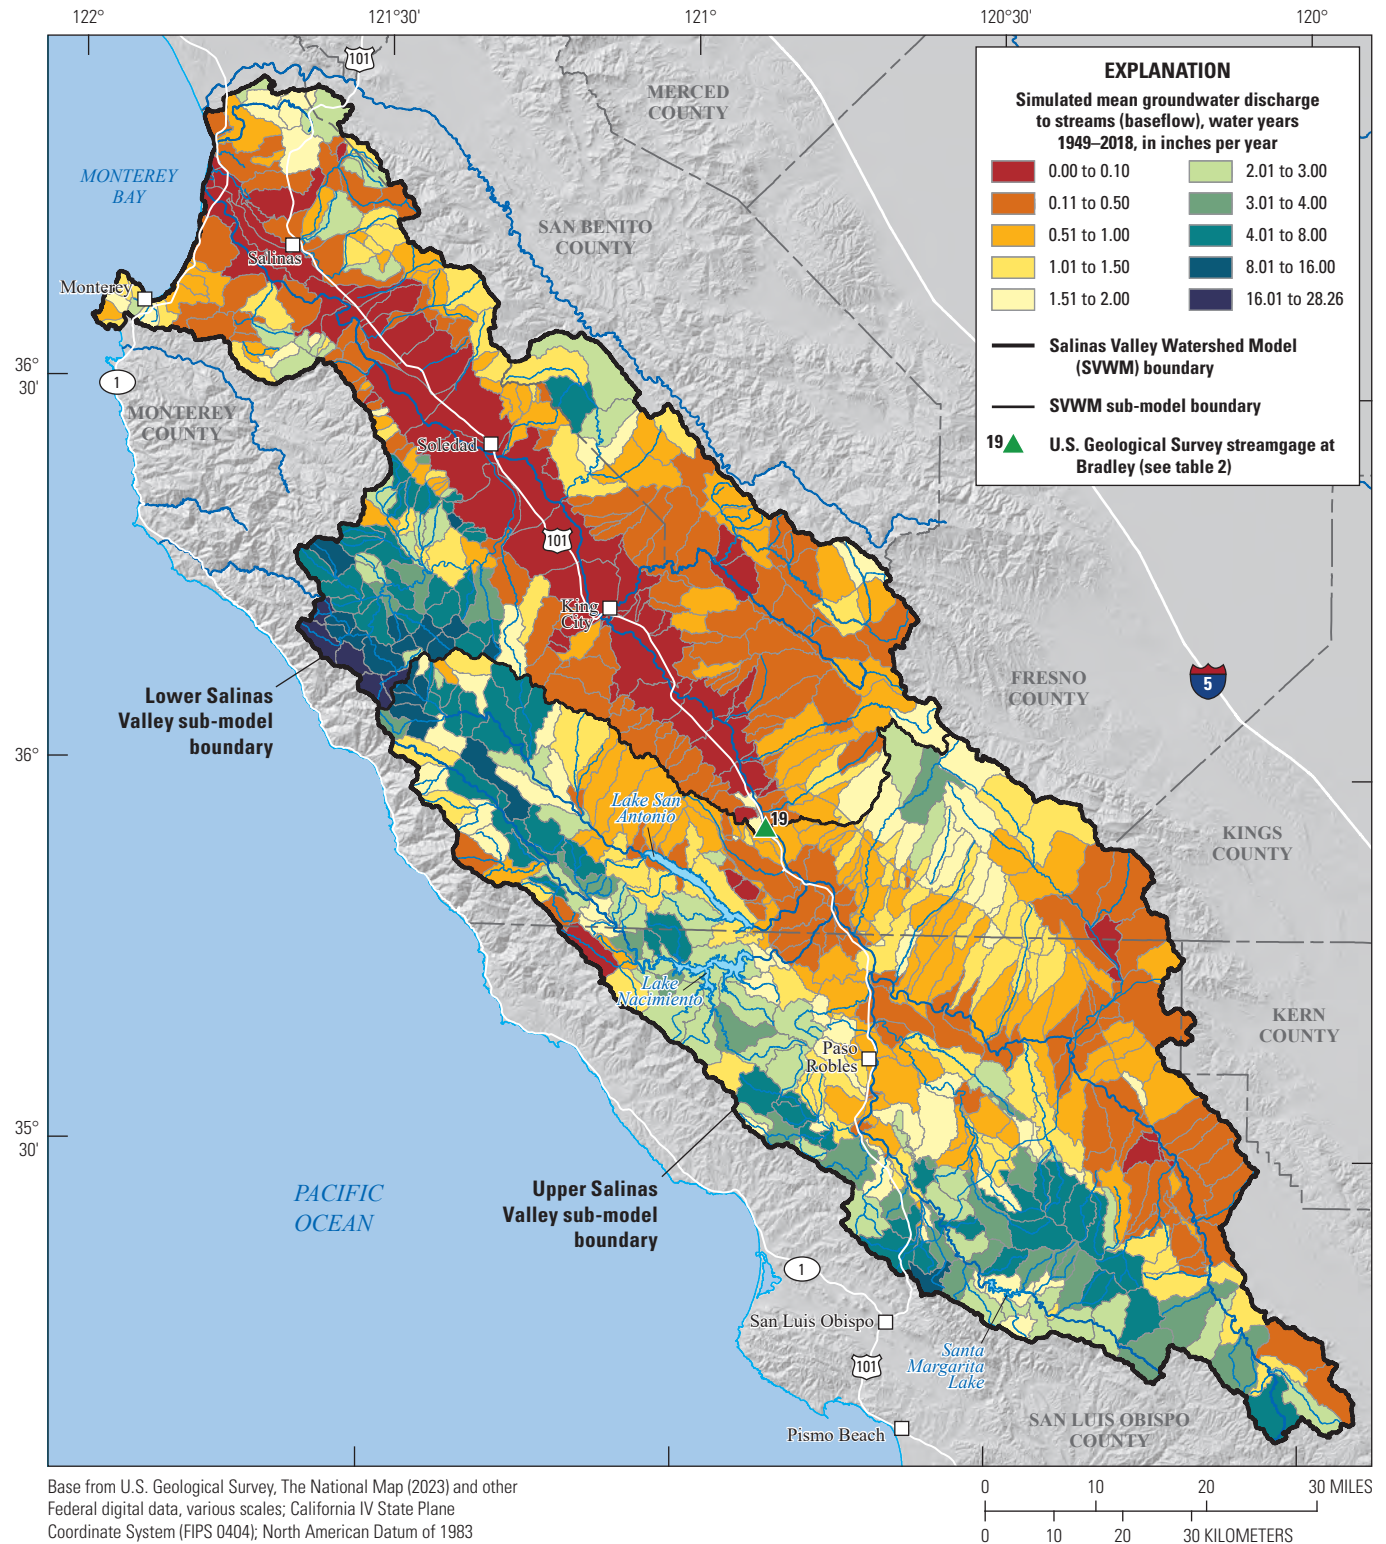 122°
121°30'
121°
120°30'
120°
36°
30'
36°
35°
30'
EXPLANATION
Simulated mean groundwater discharge
to streams (baseflow), water years
1949–2018, in inches per year
0.00 to 0.10
0.11 to 0.50
0.51 to 1.00
1.01 to 1.50
1.51 to 2.00
2.01 to 3.00
3.01 to 4.00
4.01 to 8.00
8.01 to 16.00
16.01 to 28.26
Salinas Valley Watershed Model
(SVWM) boundary
SVWM sub-model boundary
19
U.S. Geological Survey streamgage at
Bradley (see table 2)
101
MERCED
COUNTY
MONTEREY
BAY
SAN BENITO
COUNTY
Salinas
Monterey
1
MONTEREY
COUNTY
Soledad
101
King
City
FRESNO
COUNTY
5
Lower Salinas
Valley sub-model
boundary
Lake San
Antonio
19
KINGS
COUNTY
Lake
Nacimiento
KERN
COUNTY
Paso
Robles
PACIFIC
OCEAN
Upper Salinas
Valley sub-model
boundary
1
San Luis Obispo
101
Santa
Margarita
Lake
SAN LUIS OBISPO
COUNTY
Pismo Beach
Base from U.S. Geological Survey, The National Map (2023) and other
Federal digital data, various scales; California IV State Plane
Coordinate System (FIPS 0404); North American Datum of 1983
0 10 20 30 MILES
0 10 20 30 KILOMETERS